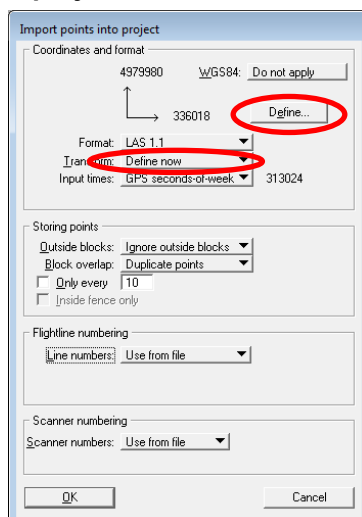 Import points into project
Coordinates and format
4979980 WGS84: Do not apply
336018 Define...
Format: LAS 1.1
Transform: Define now
Input times: GPS seconds-of-week 313024
Storing points
Outside blocks: Ignore outside blocks
Block overlap: Duplicate points
Only every 10
Inside fence only
Flightline numbering
Line numbers: Use from file
Scanner numbering
Scanner numbers: Use from file
OK Cancel